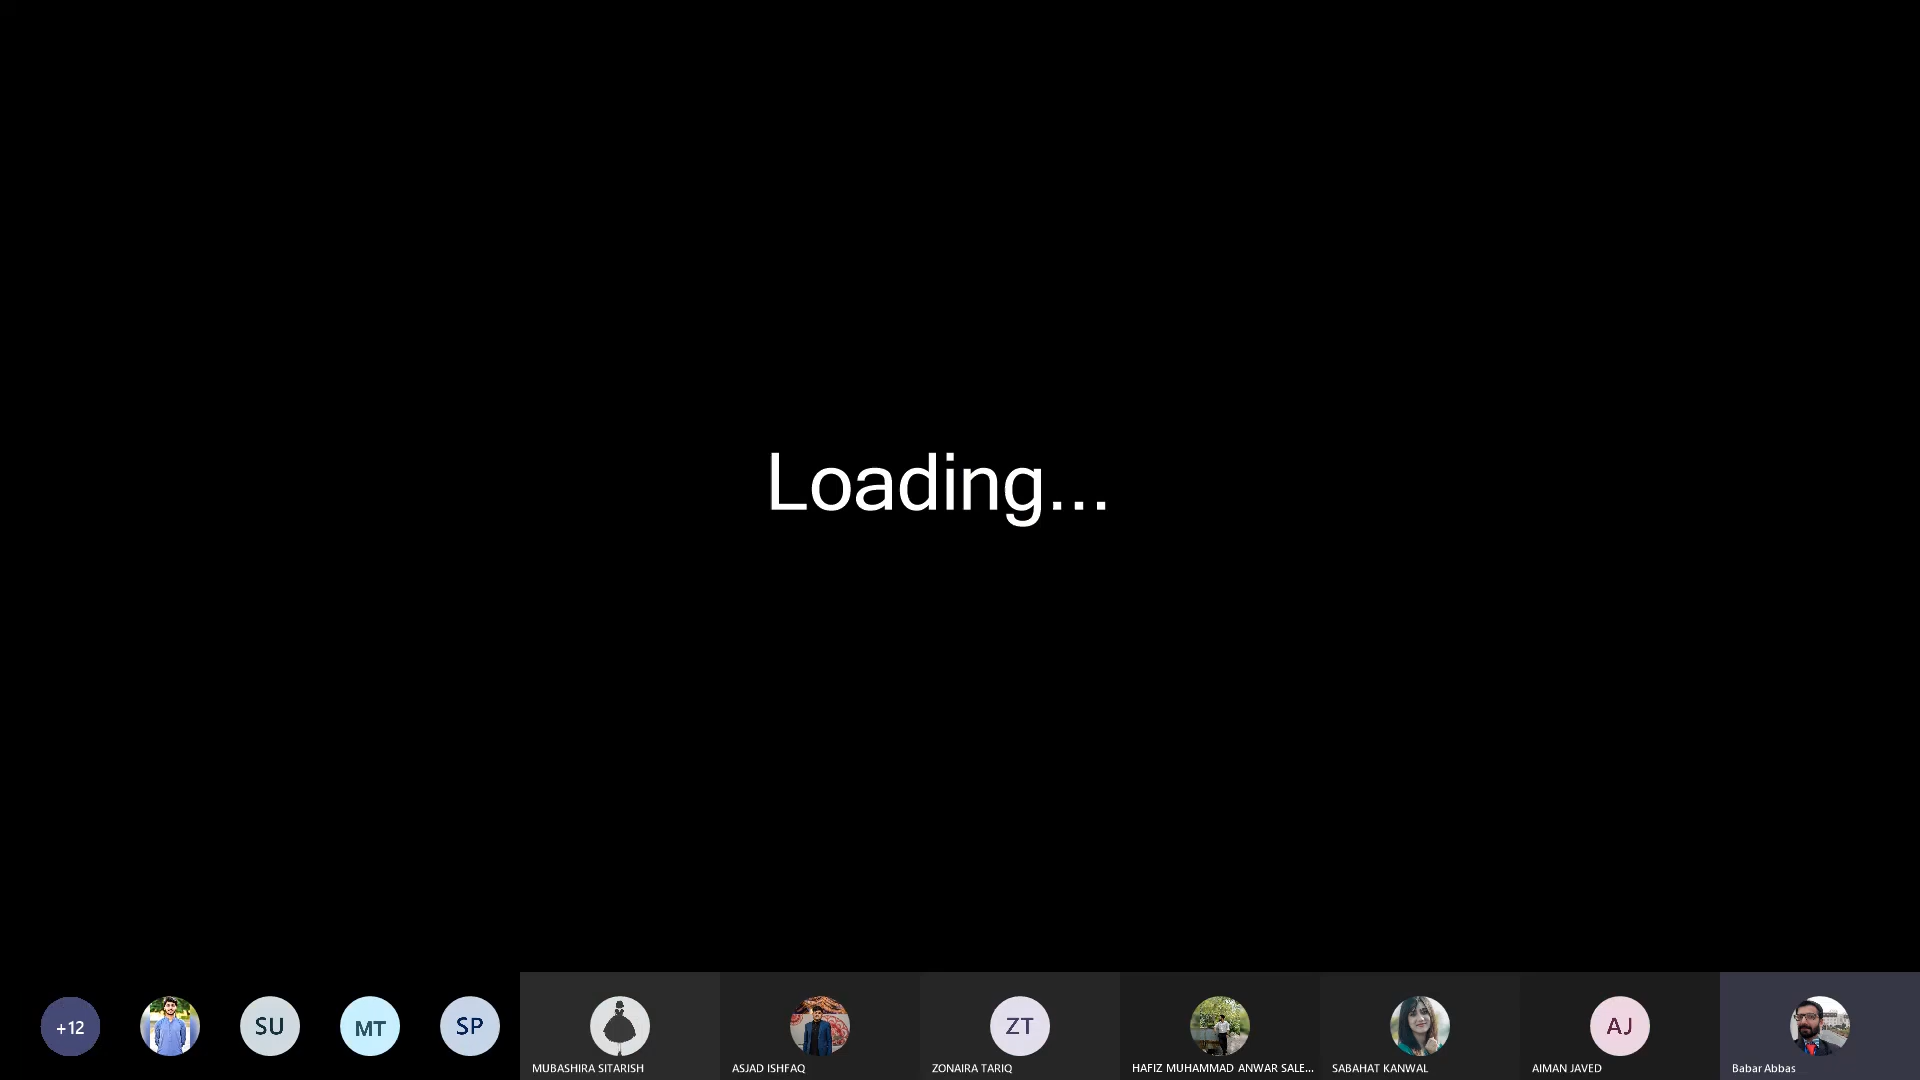 Loading...
+12
SU
MT
SP
ZT
AJ
MUBASHIRA SITARISH
ASJAD ISHFAQ
ZONAIRA TARIQ
HAFIZ MUHAMMAD ANWAR SALE...
SABAHAT KANWAL
AIMAN JAVED
Babar Abbas